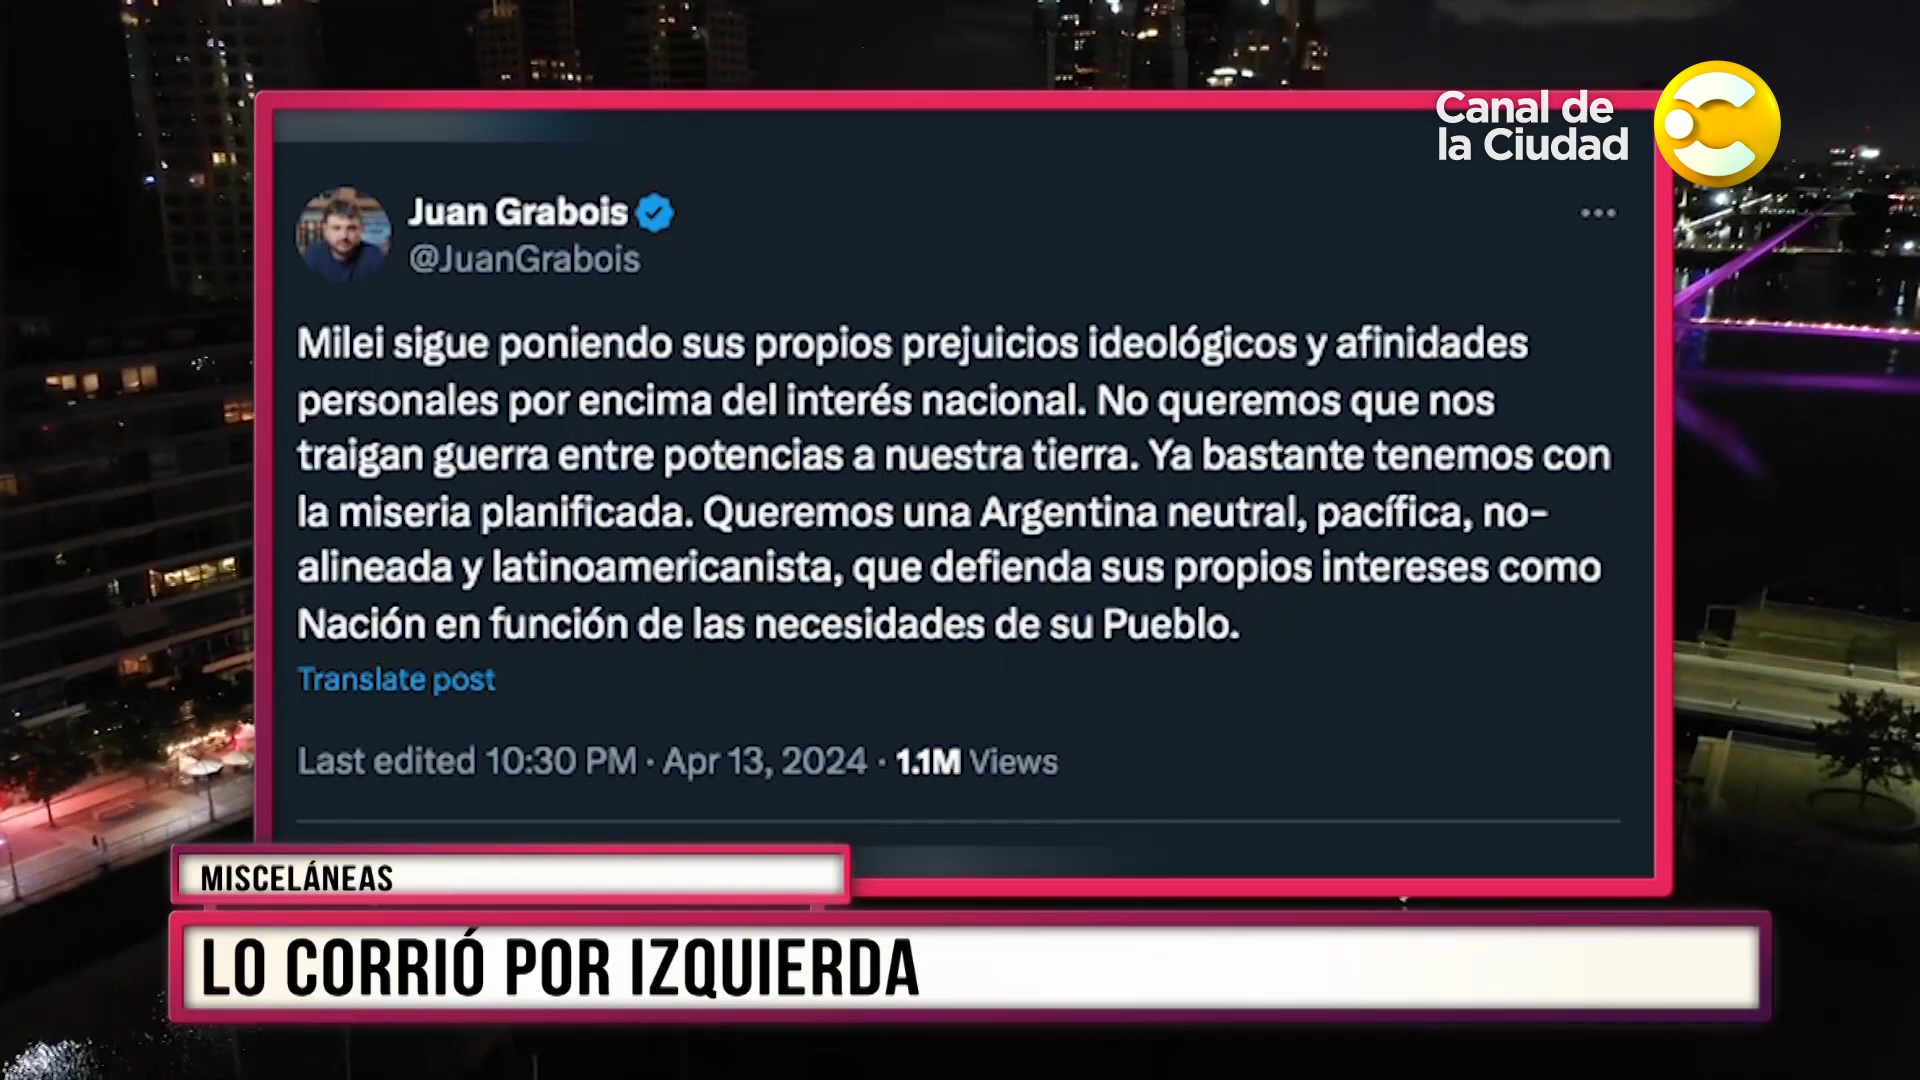 Canal de
la Ciudad
Juan Grabois
@JuanGrabois
Milei sigue poniendo sus propios prejuicios ideológicos y afinidades
personales por encima del interés nacional. No queremos que nos
traigan guerra entre potencias a nuestra tierra. Ya bastante tenemos con
la miseria planificada. Queremos una Argentina neutral, pacífica, no-
alineada y latinoamericanista, que defienda sus propios intereses como
Nación en función de las necesidades de su Pueblo.
Translate post
Last edited 10:30 PM · Apr 13, 2024 · 1.1M Views
MISCELÁNEAS
LO CORRIÓ POR IZQUIERDA